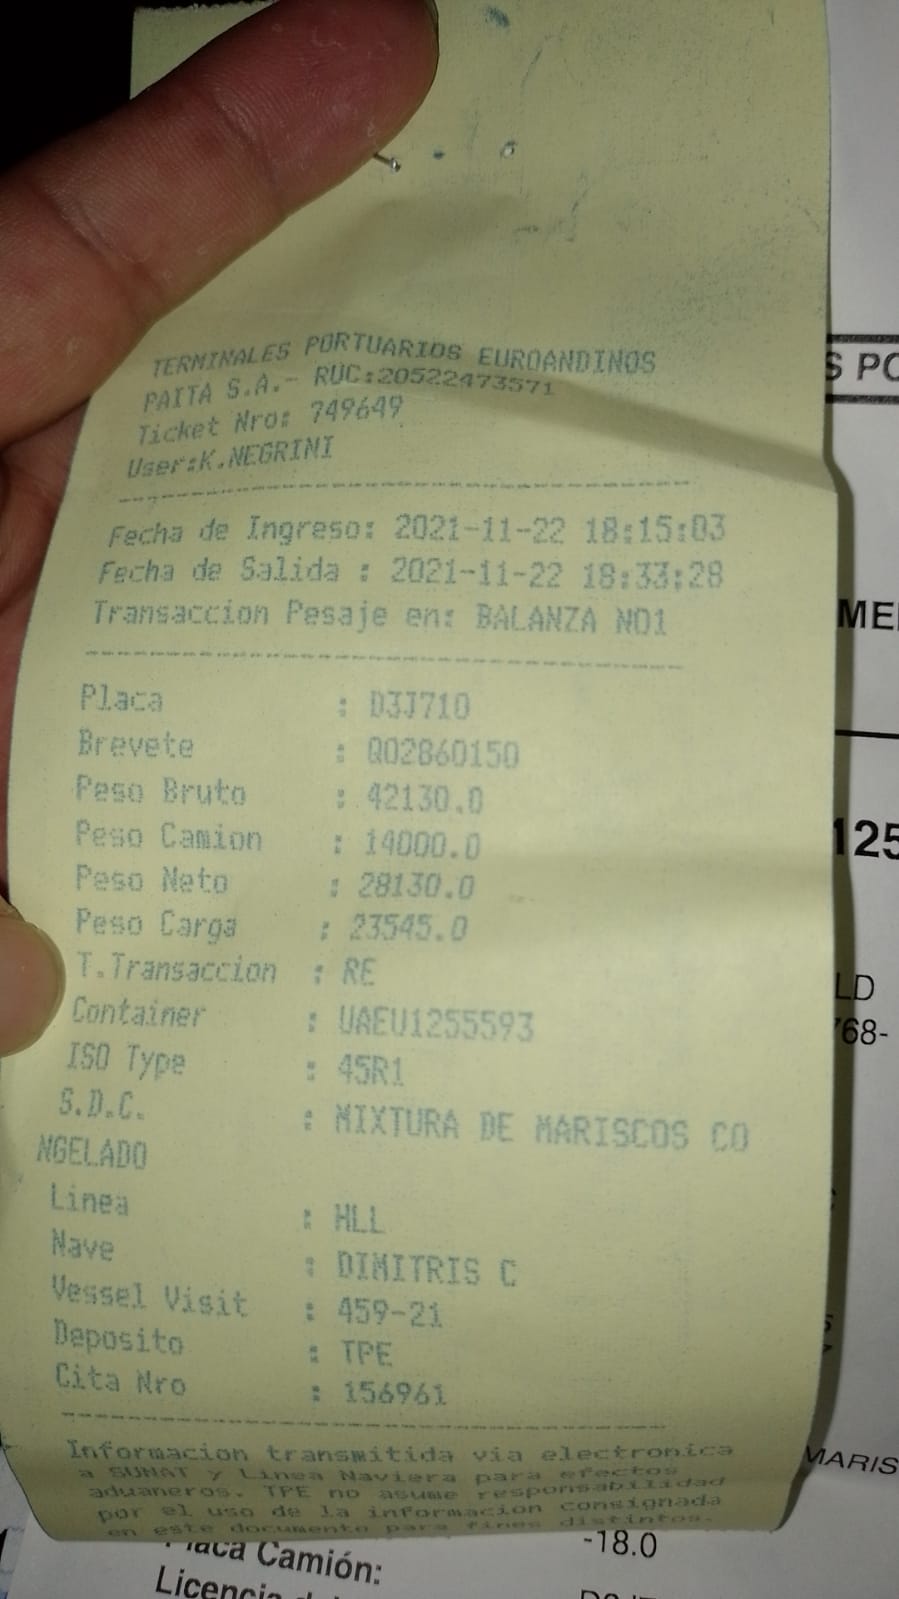 TERMINALES PORTUARIOS EUROANDINOS
PAITA S.A.- RUC:20522473571
Ticket Nro: 749649
User:K.NEGRINI
Fecha de Ingreso: 2021-11-22 18:15:03
Fecha de Salida : 2021-11-22 18:33:28
Transaccion Pesaje en: BALANZA NO1
Placa : D3J710
Brevete : Q02860150
Peso Bruto : 42130.0
Peso Camion : 14000.0
Peso Neto : 28130.0
Peso Carga : 23545.0
T.Transaccion : RE
Container : UAEU1255593
ISO Type : 45R1
S.D.C. : MIXTURA DE MARISCOS CO
NGELADO
Linea : HLL
Nave : DIMITRIS C
Vessel Visit : 459-21
Deposito : TPE
Cita Nro : 156961
Informacion transmitida via electronica
a SUNAT y Linea Naviera para efectos
aduaneros. TPE no asume responsabilidad
por el uso de la informacion consignada
en este documento para fines distintos.
S PO
ME
125
LD
768-
MARIS
-18.0
Placa Camión:
Licencia